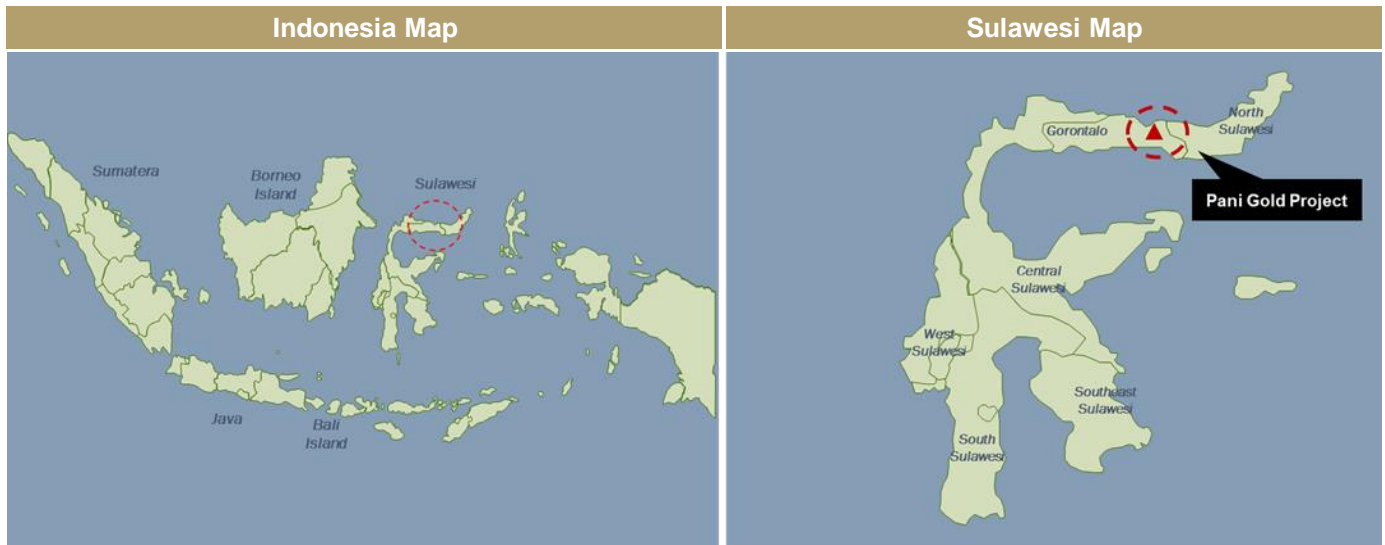 Indonesia Map
Sumatera
Borneo
Island
Sulawesi
Java
Bali
Island
Sulawesi Map
Gorontalo
North
Sulawesi
Pani Gold Project
Central
Sulawesi
West
Sulawesi
Southeast
Sulawesi
South
Sulawesi